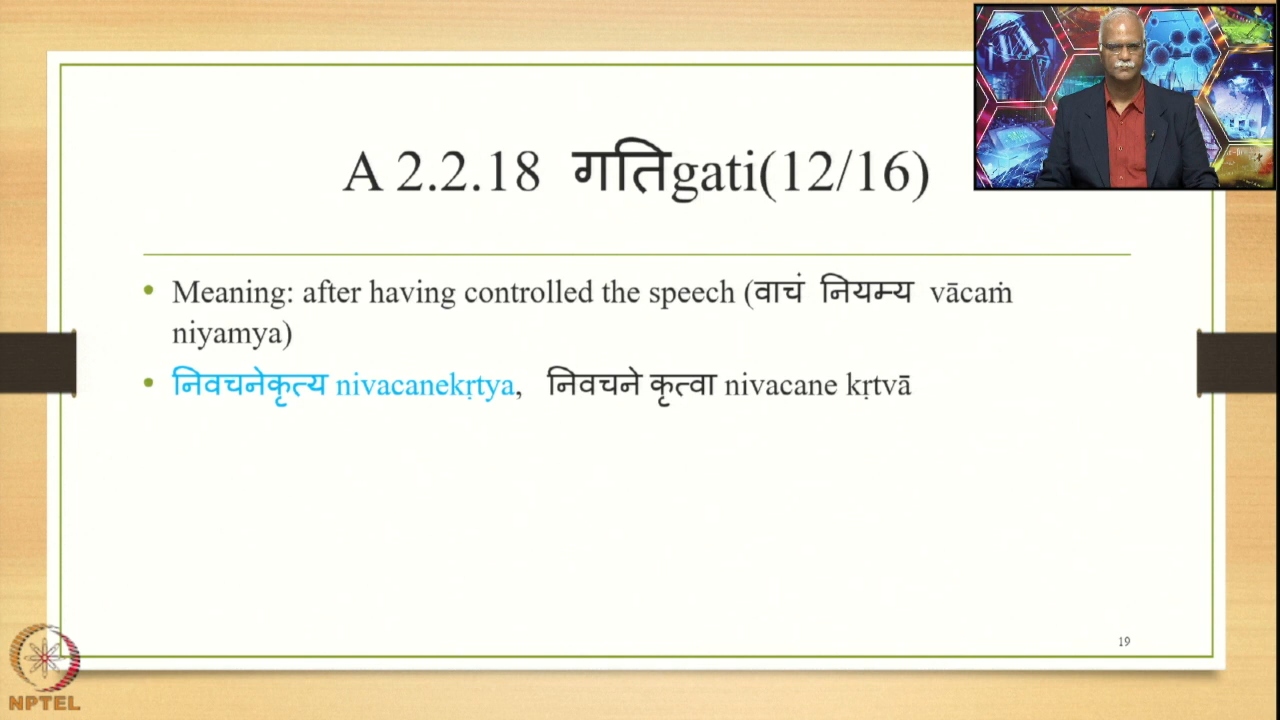 A 2.2.18 गतिgati(12/16)
• Meaning: after having controlled the speech (वाचं नियम्य vācaṁ
niyamya)
• निवचनेकृत्य nivacanekṛtya, निवचने कृत्वा nivacane kṛtvā
19
NPTEL